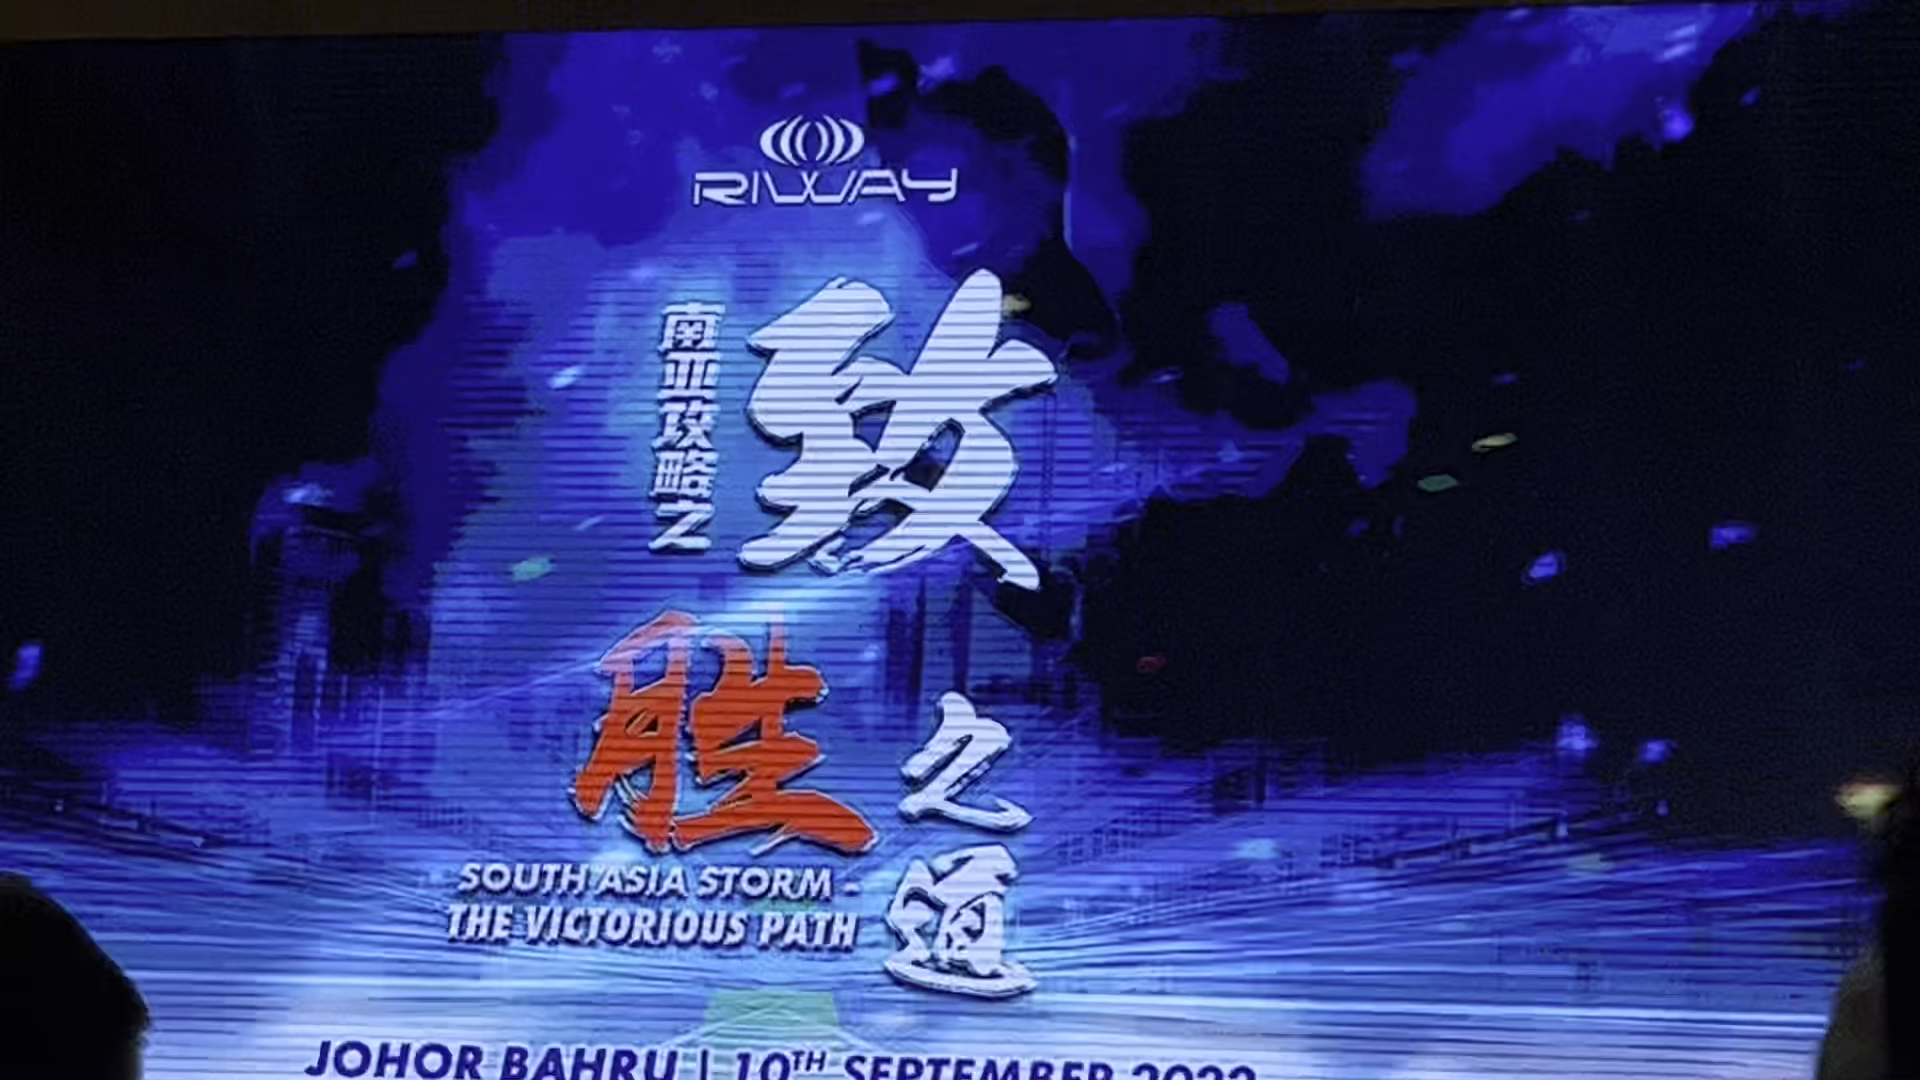 RIWAY
南亚攻略之
致
胜
之道
SOUTH ASIA STORM -
THE VICTORIOUS PATH
JOHOR BAHRU | 10TH SEPTEMBER